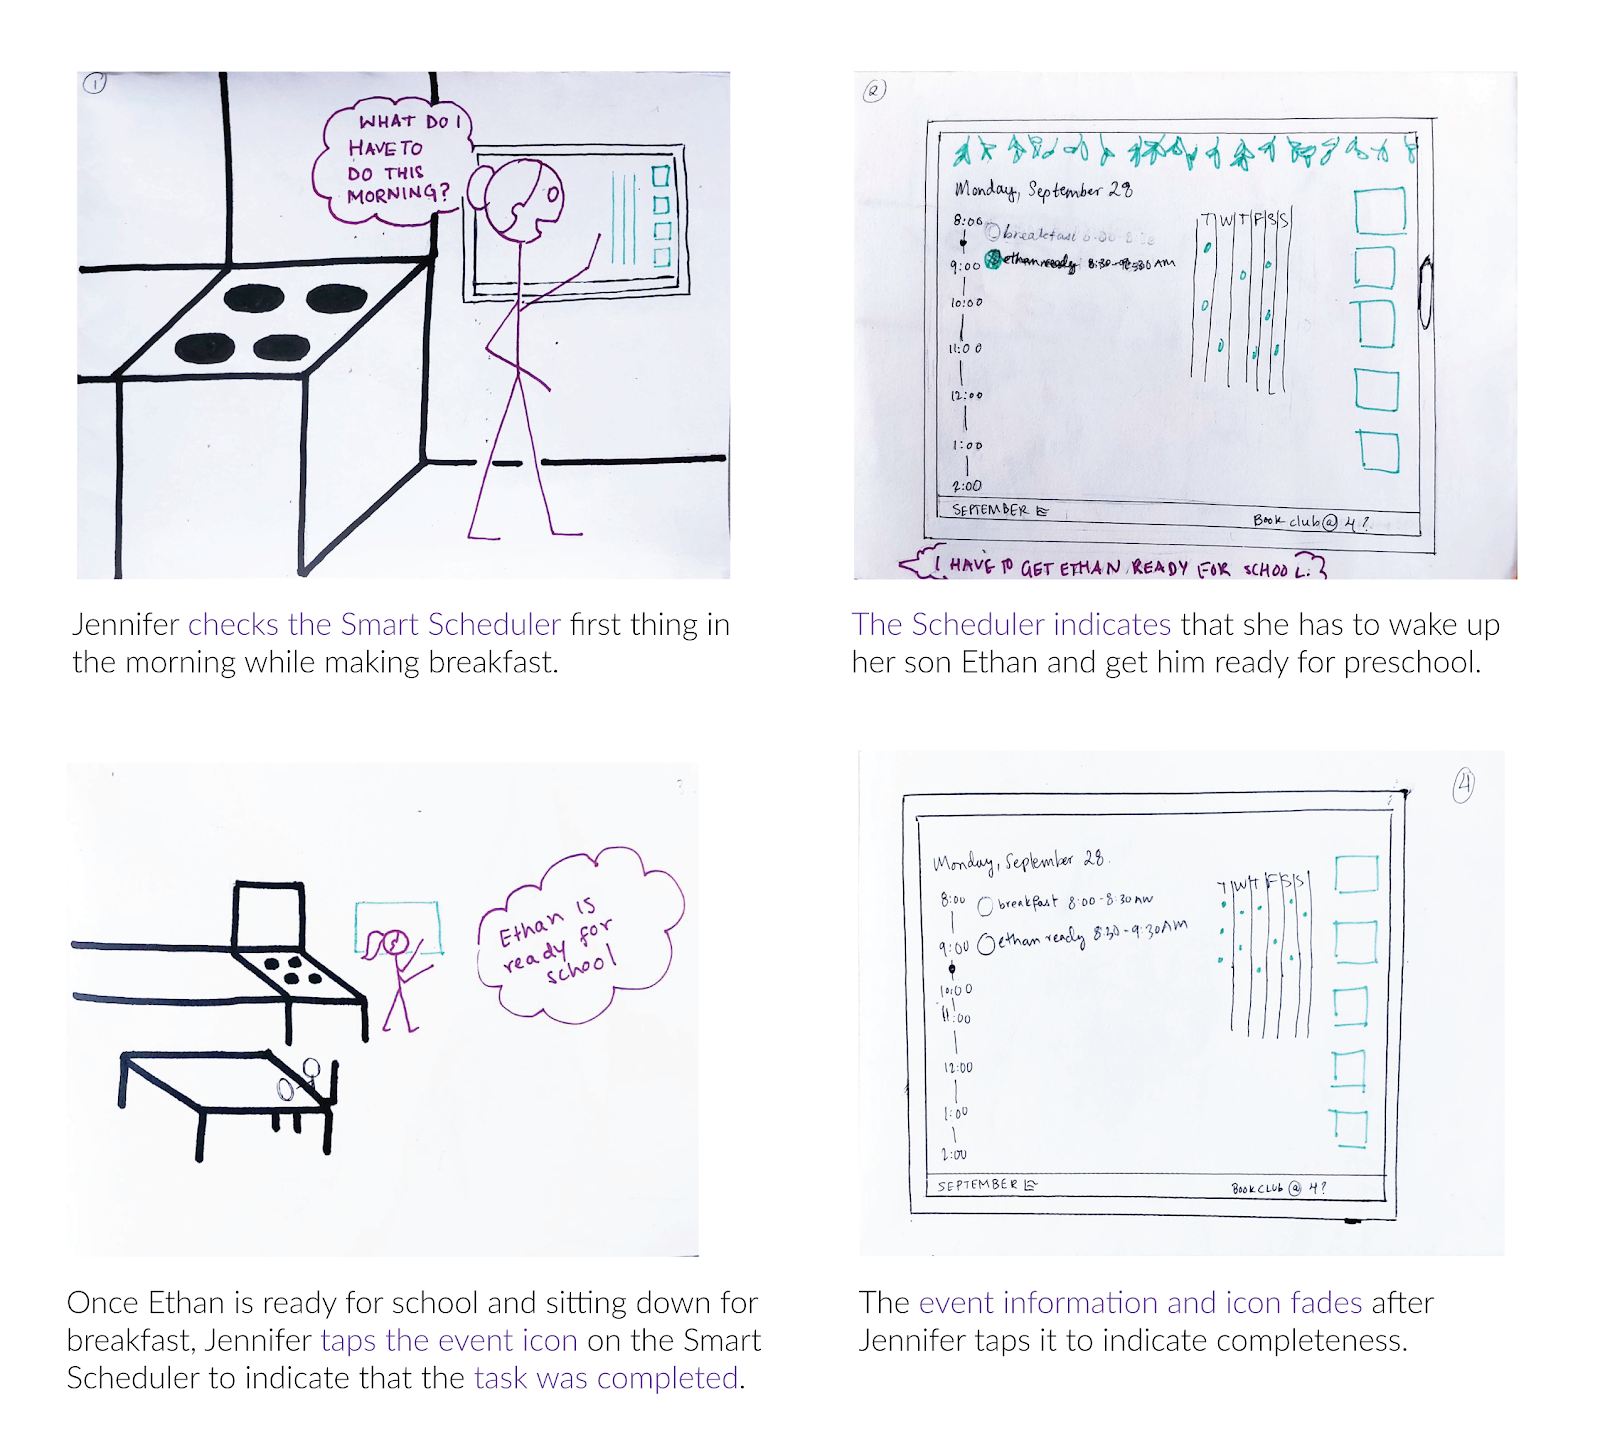 1
WHAT DO I
HAVE TO
DO THIS
MORNING?
Jennifer checks the Smart Scheduler first thing in
the morning while making breakfast.
2
Monday, September 28
8:00
breakfast 8:00-8:30
9:00
ethan ready 8:30-9:30 AM
10:00
11:00
12:00
1:00
2:00
T W T F S S
SEPTEMBER
Book club @ 4?
I HAVE TO GET ETHAN READY FOR SCHOOL.
The Scheduler indicates that she has to wake up
her son Ethan and get him ready for preschool.
3
Ethan is
ready for
school
Once Ethan is ready for school and sitting down for
breakfast, Jennifer taps the event icon on the Smart
Scheduler to indicate that the task was completed.
4
Monday, September 28.
8:00
breakfast 8:00-8:30 AM
9:00
ethan ready 8:30-9:30AM
10:00
11:00
12:00
1:00
2:00
T W T F S S
SEPTEMBER
BOOK CLUB @ 4?
The event information and icon fades after
Jennifer taps it to indicate completeness.